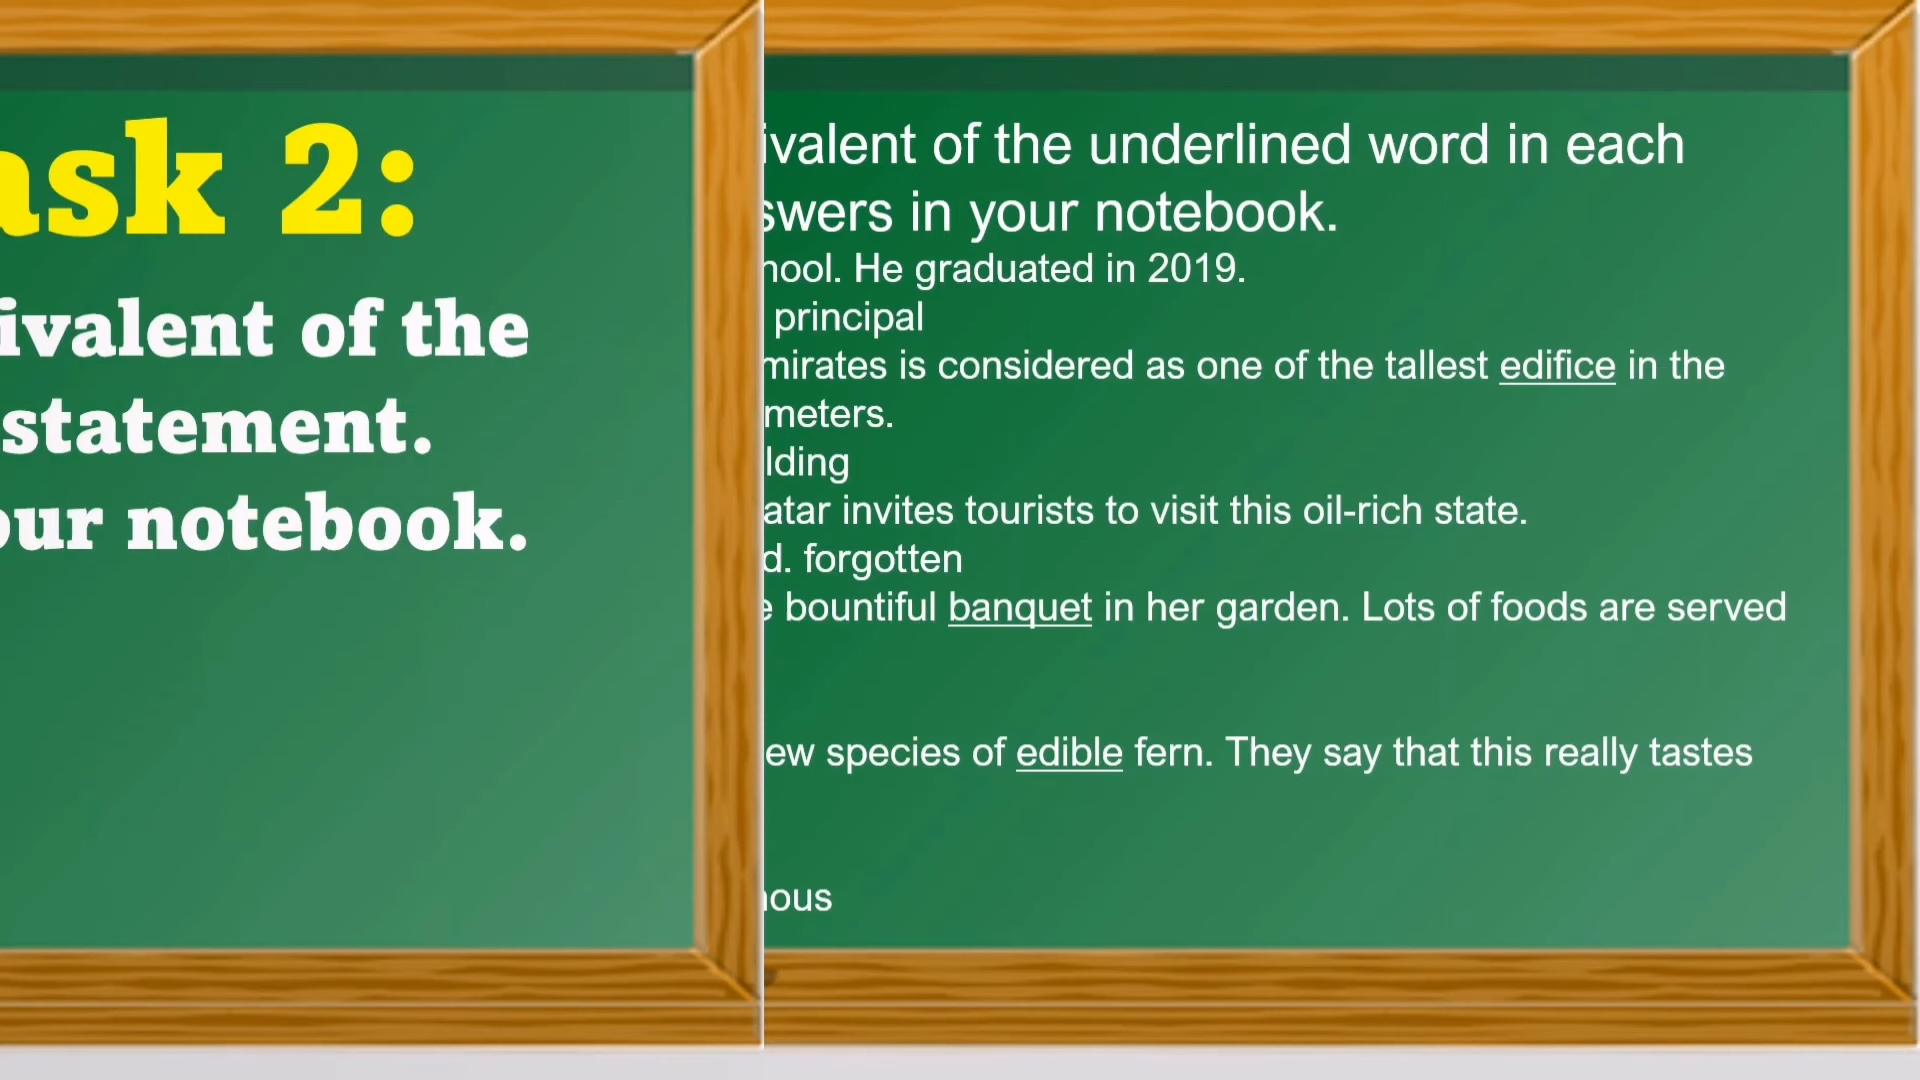 ask 2:
ivalent of the
statement.
our notebook.
ivalent of the underlined word in each
swers in your notebook.
hool. He graduated in 2019.
principal
mirates is considered as one of the tallest edifice in the
meters.
lding
atar invites tourists to visit this oil-rich state.
d. forgotten
e bountiful banquet in her garden. Lots of foods are served
ew species of edible fern. They say that this really tastes
nous